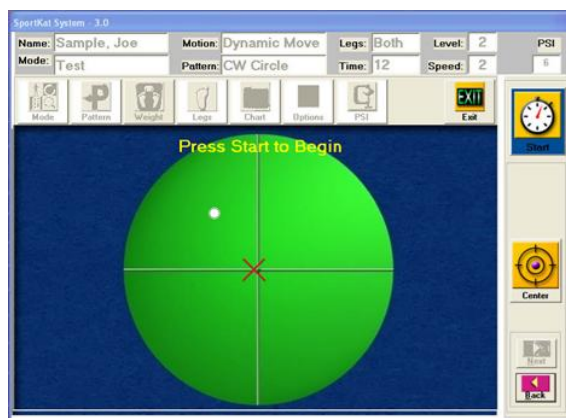 SportKat System - 3.0
Name: Sample, Joe Motion: Dynamic Move Legs: Both Level: 2 PSI
Mode: Test Pattern: CW Circle Time: 12 Speed: 2 6
Mode Pattern Weight Legs Chart Options PSI EXIT
Exit
Press Start to Begin
Start
Center
Next
Back